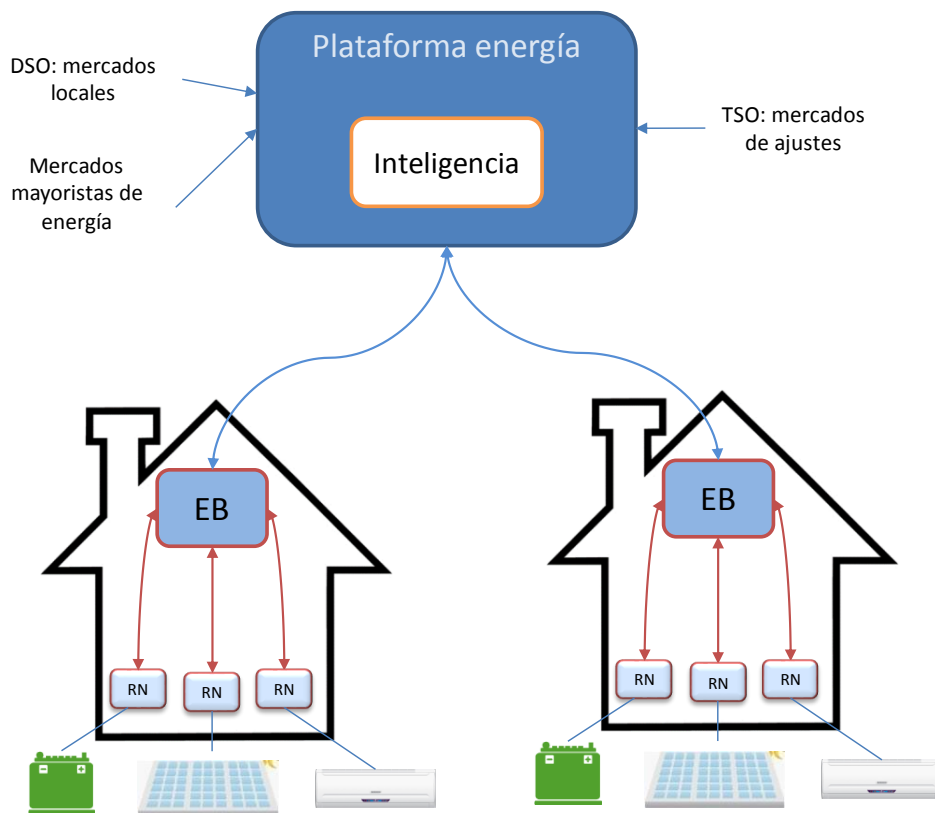 Plataforma energía
DSO: mercados
locales
Mercados
mayoristas de
energía
Inteligencia
TSO: mercados
de ajustes
EB
RN
RN
RN
EB
RN
RN
RN